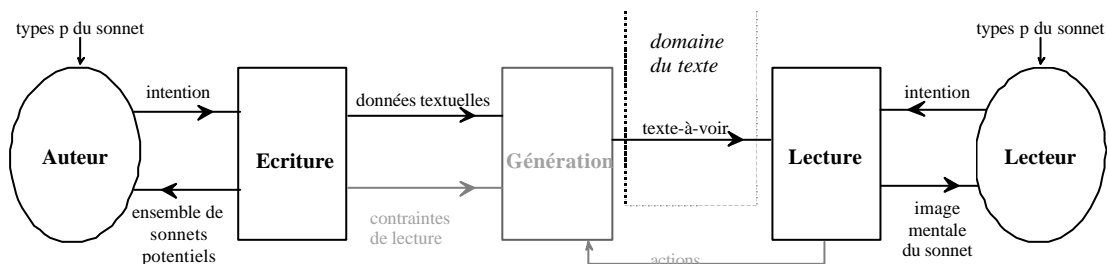 types p du sonnet
domaine
du texte
types p du sonnet
intention
données textuelles
intention
texte-à-voir
Auteur
Ecriture
Génération
Lecture
Lecteur
ensemble de
sonnets
potentiels
contraintes
de lecture
image
mentale
du sonnet
actions